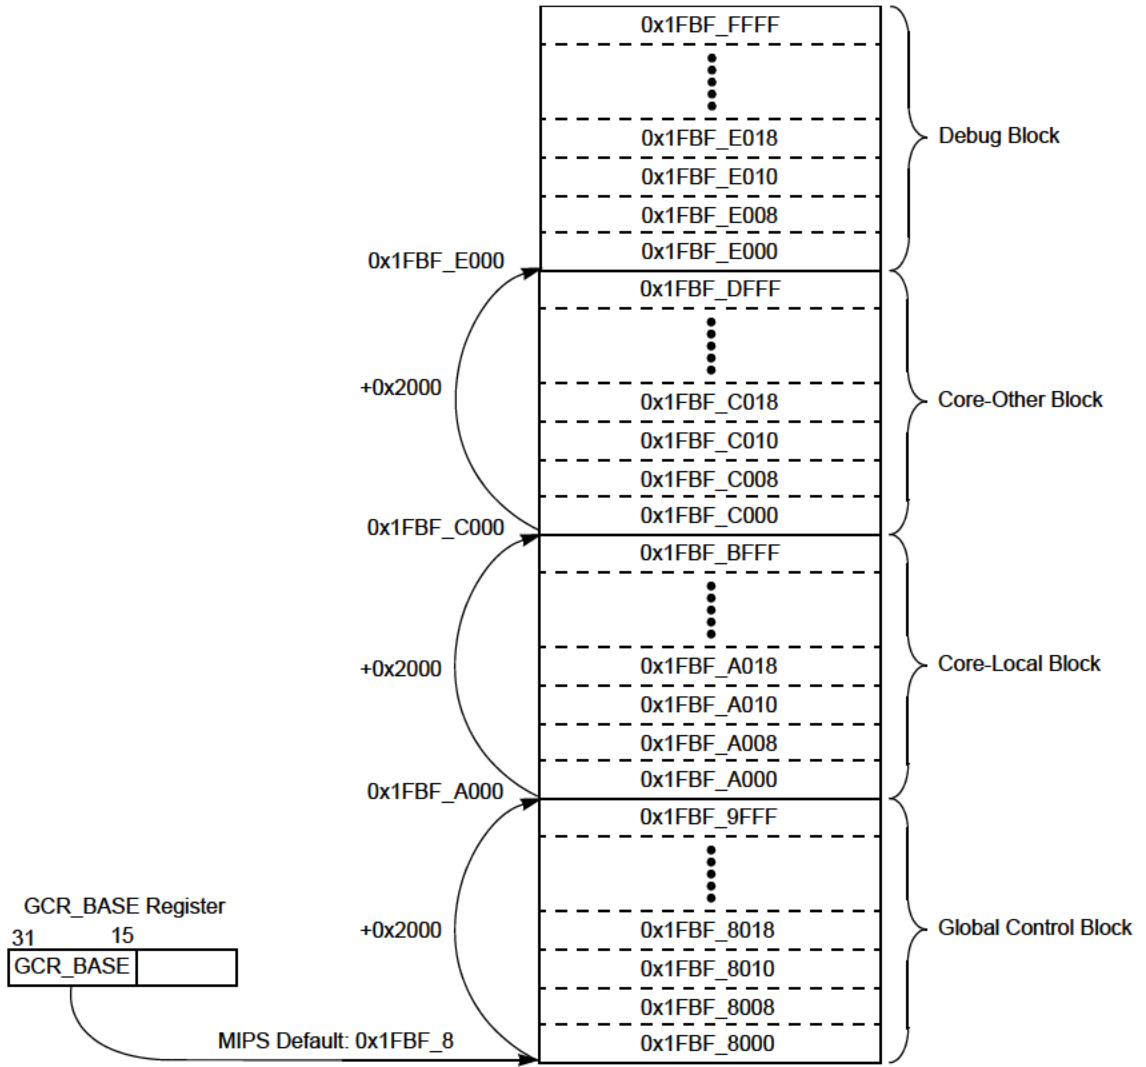 0x1FBF_FFFF
0x1FBF_E018
Debug Block
0x1FBF_E010
0x1FBF_E008
0x1FBF_E000
0x1FBF_E000
0x1FBF_DFFF
+0x2000
0x1FBF_C018
Core-Other Block
0x1FBF_C010
0x1FBF_C008
0x1FBF_C000
0x1FBF_C000
0x1FBF_BFFF
+0x2000
0x1FBF_A018
Core-Local Block
0x1FBF_A010
0x1FBF_A008
0x1FBF_A000
0x1FBF_A000
0x1FBF_9FFF
GCR_BASE Register
31 15
GCR_BASE
+0x2000
0x1FBF_8018
Global Control Block
0x1FBF_8010
0x1FBF_8008
MIPS Default: 0x1FBF_8
0x1FBF_8000